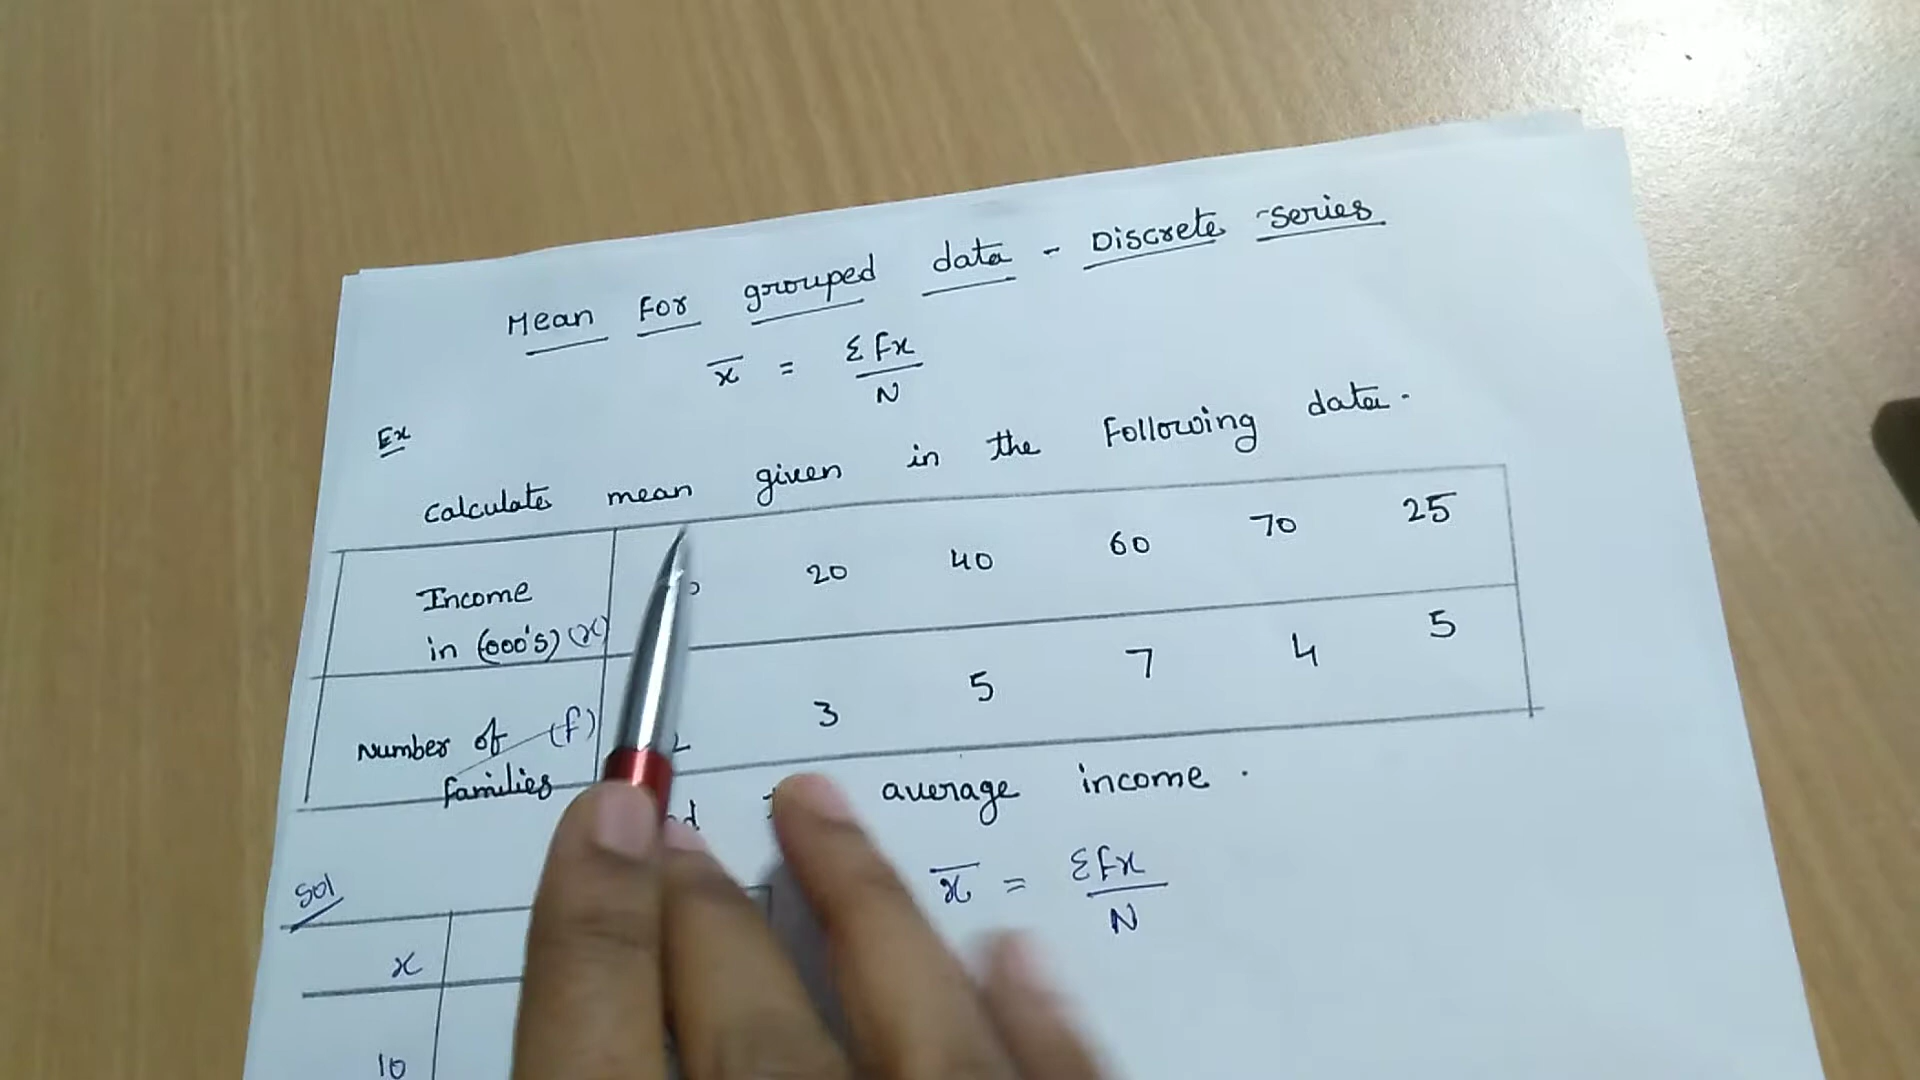 Mean For grouped data - Discrete series
x̄ = Σfx
N
Ex
Calculate mean given in the Following data.
Income 20 40 60 70 25
in (000's) (x)
Number of (f) 3 5 7 4 5
families
average income.
Sol
x̄ = Σfx
N
x
10